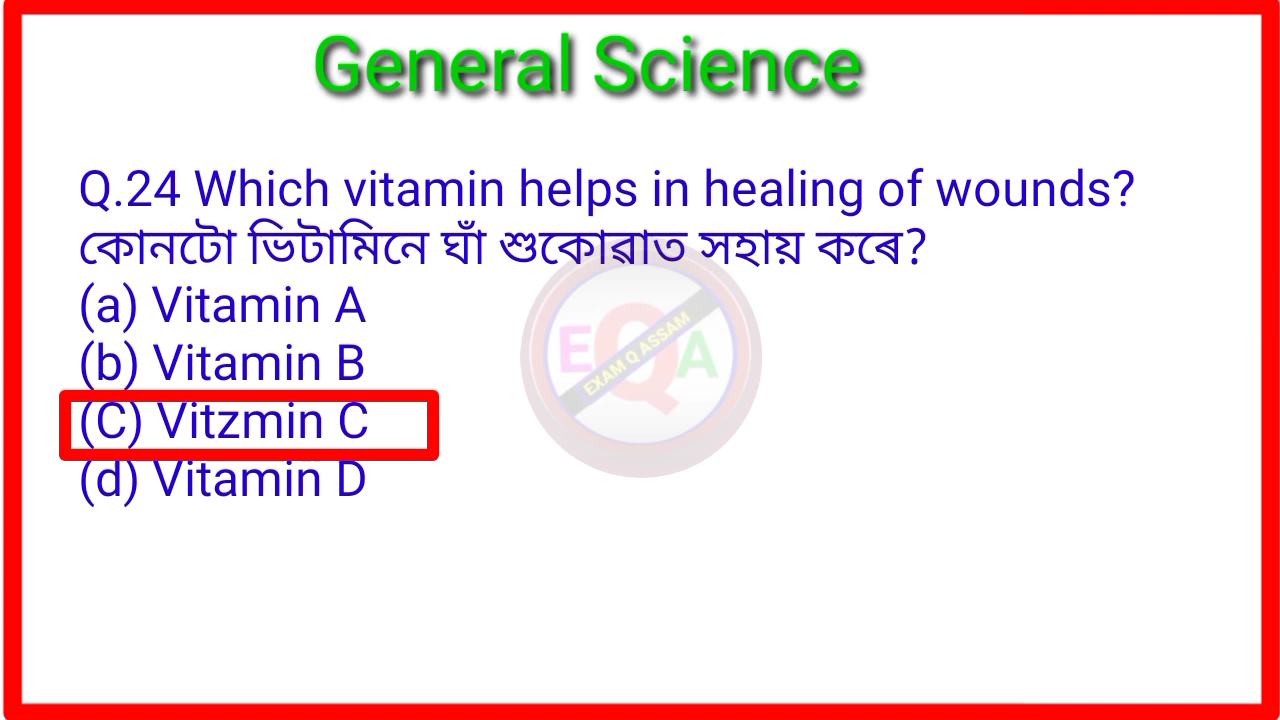 General Science
Q.24 Which vitamin helps in healing of wounds?
কোনটো ভিটামিনে ঘাঁ শুকোৱাত সহায় কৰে?
(a) Vitamin A
(b) Vitamin B
(C) Vitzmin C
(d) Vitamin D
EQA
EXAM Q ASSAM